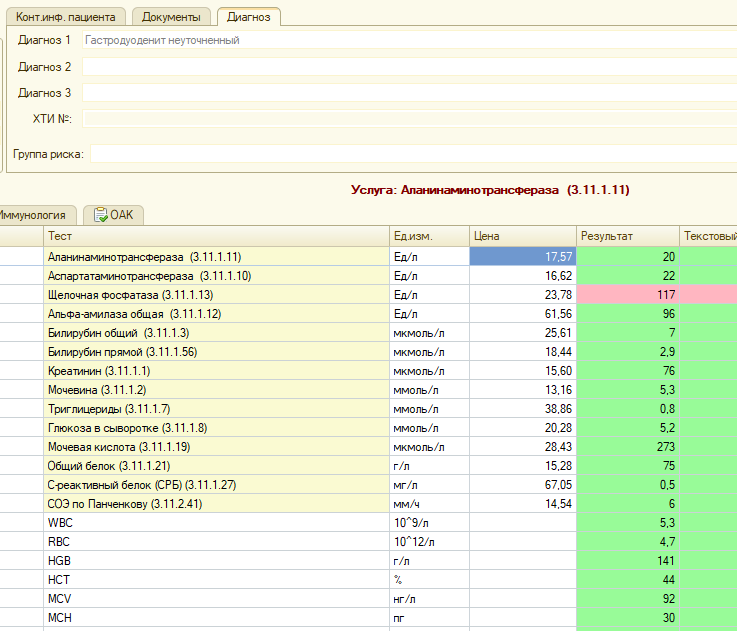 Конт.инф. пациента Документы Диагноз
Диагноз 1 Гастродуоденит неуточненный
Диагноз 2
Диагноз 3
ХТИ №:
Группа риска:
Услуга: Аланинаминотрансфераза (3.11.1.11)
Иммунология ОАК
Тест Ед.изм. Цена Результат Текстовый
Аланинаминотрансфераза (3.11.1.11) Ед/л 17,57 20
Аспартатаминотрансфераза (3.11.1.10) Ед/л 16,62 22
Щелочная фосфатаза (3.11.1.13) Ед/л 23,78 117
Альфа-амилаза общая (3.11.1.12) Ед/л 61,56 96
Билирубин общий (3.11.1.3) мкмоль/л 25,61 7
Билирубин прямой (3.11.1.56) мкмоль/л 18,44 2,9
Креатинин (3.11.1.1) мкмоль/л 15,60 76
Мочевина (3.11.1.2) ммоль/л 13,16 5,3
Триглицериды (3.11.1.7) ммоль/л 38,86 0,8
Глюкоза в сыворотке (3.11.1.8) ммоль/л 20,28 5,2
Мочевая кислота (3.11.1.19) мкмоль/л 28,43 273
Общий белок (3.11.1.21) г/л 15,28 75
С-реактивный белок (СРБ) (3.11.1.27) мг/л 67,05 0,5
СОЭ по Панченкову (3.11.2.41) мм/ч 14,54 6
WBC 10^9/л 5,3
RBC 10^12/л 4,7
HGB г/л 141
HCT % 44
MCV нг/л 92
MCH пг 30